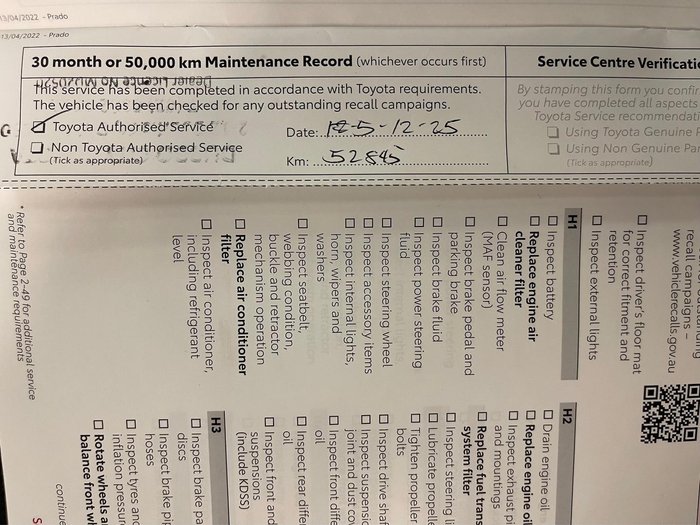 13/04/2022 - Prado
13/04/2022 - Prado
30 month or 50,000 km Maintenance Record (whichever occurs first)
This service has been completed in accordance with Toyota requirements.
The vehicle has been checked for any outstanding recall campaigns.
Toyota Authorised Service
Non Toyota Authorised Service
(Tick as appropriate)
Date: 5-12-25
Km: 52845
Service Centre Verificati
By stamping this form you confir
you have completed all aspects
Toyota Service recommendati
Using Toyota Genuine P
Using Non Genuine Par
(Tick as appropriate)
recall campaigns –
www.vehiclerecalls.gov.au
Inspect driver's floor mat
for correct fitment and
retention
Inspect external lights
H1
Inspect battery
Replace engine air
cleaner filter
Clean air flow meter
(MAF sensor)
Inspect brake pedal and
parking brake
Inspect brake fluid
Inspect power steering
fluid
Inspect steering wheel
Inspect accessory items
Inspect internal lights,
horn, wipers and
washers
Inspect seatbelt,
webbing condition,
buckle and retractor
mechanism operation
Replace air conditioner
filter
Inspect air conditioner,
including refrigerant
level
* Refer to Page 2-49 for additional service
and maintenance requirements
H2
Drain engine oil
Replace engine oil
Inspect exhaust p
and mountings
Replace fuel trans
system filter
Inspect steering li
Lubricate propelle
Tighten propeller
bolts
Inspect drive shaf
Inspect suspensio
joint and dust cov
Inspect front diffe
oil
Inspect rear differ
oil
Inspect front and
suspensions
(include KDSS)
H3
Inspect brake pa
discs
Inspect brake pip
hoses
Inspect tyres and
inflation pressur
Rotate wheels a
balance front wh
continue